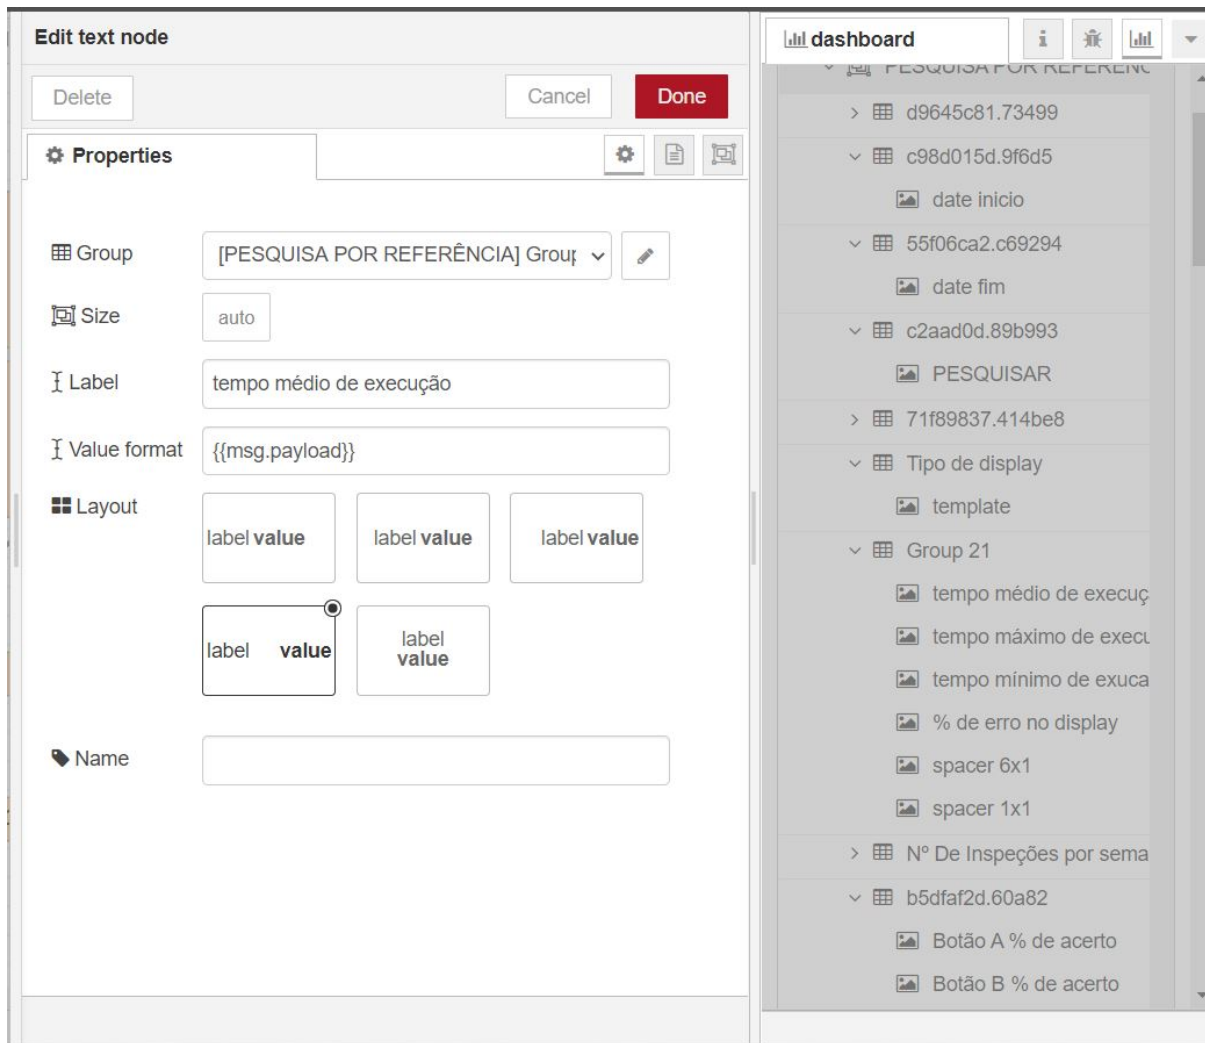 Edit text node
Delete
Cancel
Done
Properties
Group
[PESQUISA POR REFERÊNCIA] Group
Size
auto
Label
tempo médio de execução
Value format
{{msg.payload}}
Layout
label value
label value
label value
label value
label
value
Name
dashboard
PESQUISA POR REFERÊNC
d9645c81.73499
c98d015d.9f6d5
date inicio
55f06ca2.c69294
date fim
c2aad0d.89b993
PESQUISAR
71f89837.414be8
Tipo de display
template
Group 21
tempo médio de execuç
tempo máximo de execu
tempo mínimo de exuca
% de erro no display
spacer 6x1
spacer 1x1
Nº De Inspeções por sema
b5dfaf2d.60a82
Botão A % de acerto
Botão B % de acerto